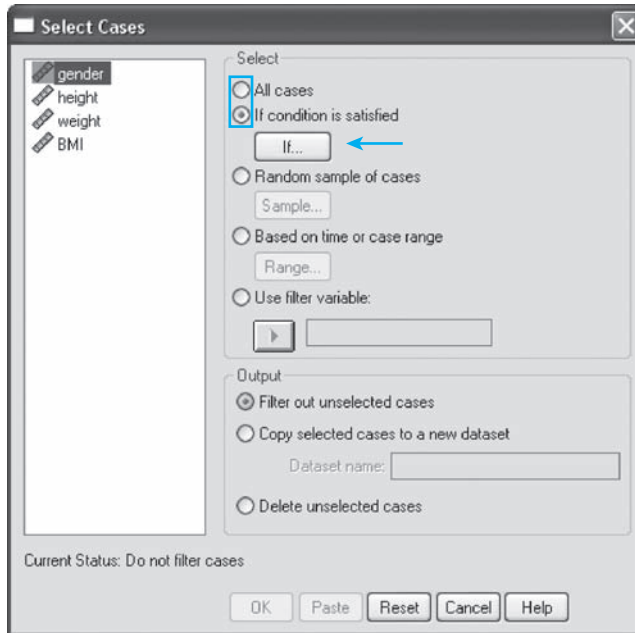 Select Cases
gender
height
weight
BMI
Select
All cases
If condition is satisfied
If...
Random sample of cases
Sample...
Based on time or case range
Range...
Use filter variable:
Output
Filter out unselected cases
Copy selected cases to a new dataset
Dataset name:
Delete unselected cases
Current Status: Do not filter cases
OK Paste Reset Cancel Help